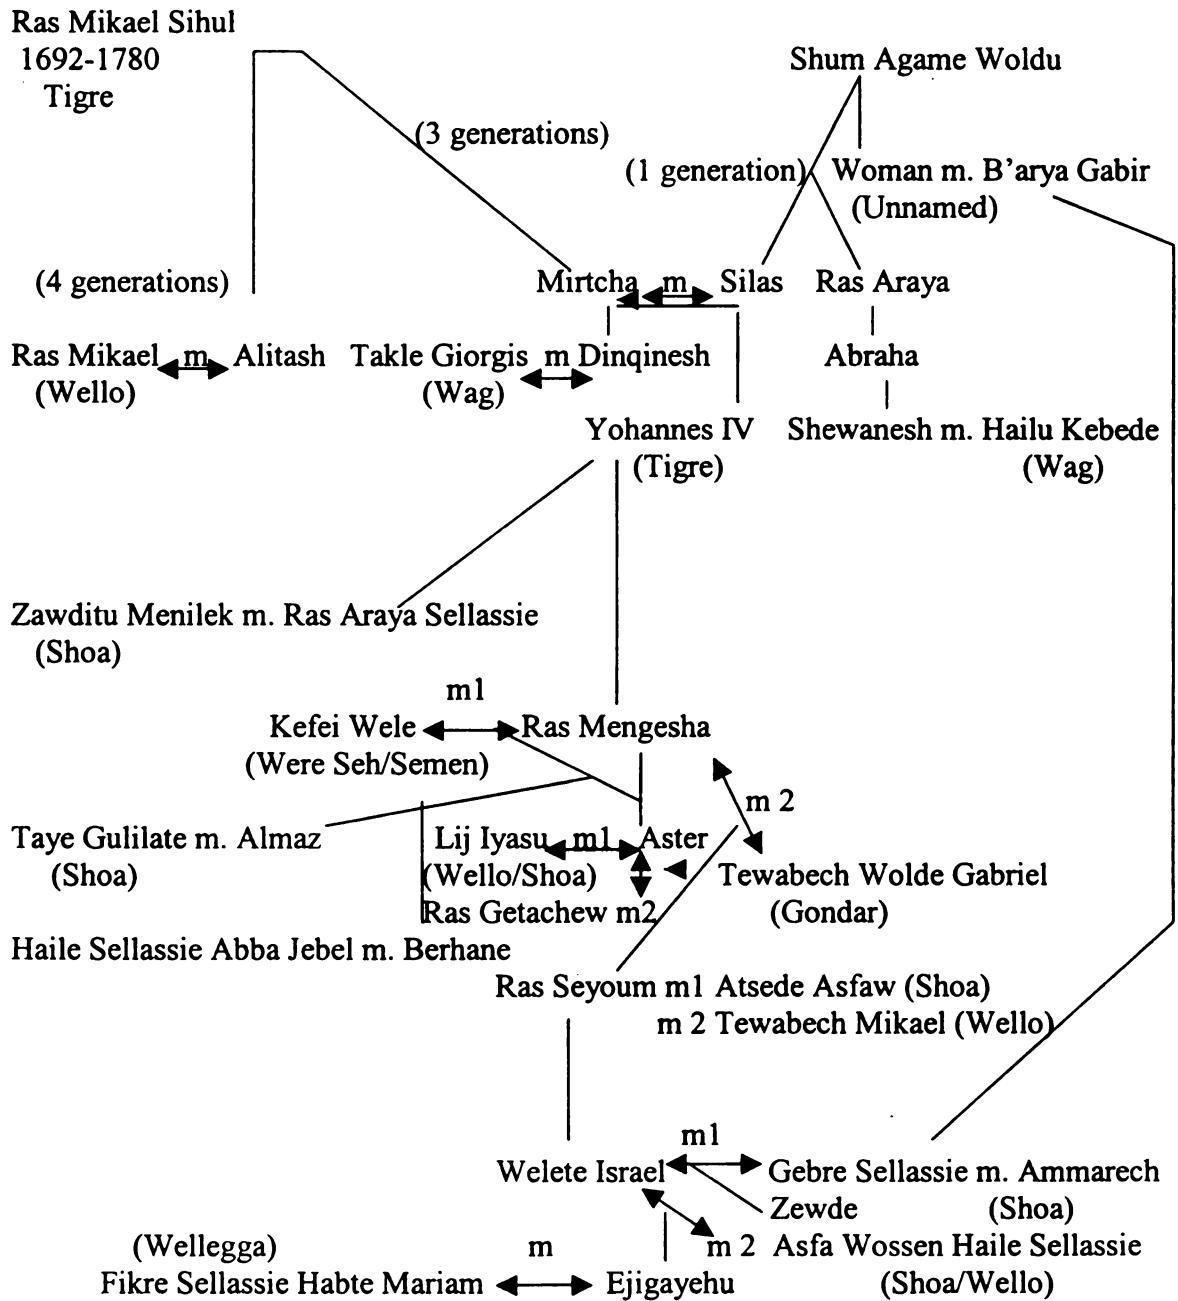 Ras Mikael Sihul
1692-1780
Tigre
Shum Agame Woldu
(3 generations)
(1 generation)
Woman m. B'arya Gabir
(Unnamed)
(4 generations)
Mirtcha m Silas Ras Araya
Ras Mikael m Alitash Takle Giorgis m Dinqinesh Abraha
(Wello) (Wag)
Yohannes IV Shewanesh m. Hailu Kebede
(Tigre) (Wag)
Zawditu Menilek m. Ras Araya Sellassie
(Shoa)
m1
Kefei Wele Ras Mengesha
(Were Seh/Semen)
m 2
Taye Gulilate m. Almaz Lij Iyasu m1 Aster
(Shoa) (Wello/Shoa) Tewabech Wolde Gabriel
Ras Getachew m2 (Gondar)
Haile Sellassie Abba Jebel m. Berhane
Ras Seyoum m1 Atsede Asfaw (Shoa)
m 2 Tewabech Mikael (Wello)
m1
Welete Israel Gebre Sellassie m. Ammarech
Zewde (Shoa)
(Wellegga) m m 2 Asfa Wossen Haile Sellassie
Fikre Sellassie Habte Mariam Ejigayehu (Shoa/Wello)